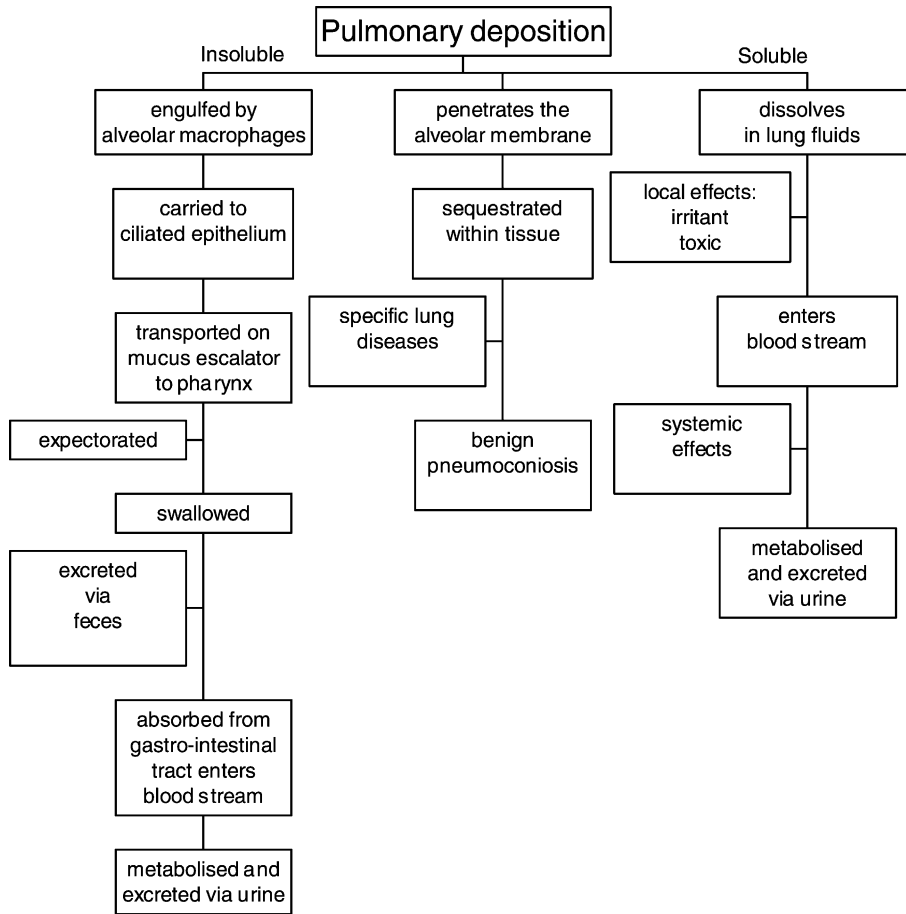 Pulmonary deposition
Insoluble
Soluble
engulfed by
alveolar macrophages
penetrates the
alveolar membrane
dissolves
in lung fluids
carried to
ciliated epithelium
sequestrated
within tissue
local effects:
irritant
toxic
transported on
mucus escalator
to pharynx
specific lung
diseases
enters
blood stream
expectorated
benign
pneumoconiosis
systemic
effects
swallowed
excreted
via
feces
metabolised
and excreted
via urine
absorbed from
gastro-intestinal
tract enters
blood stream
metabolised and
excreted via urine